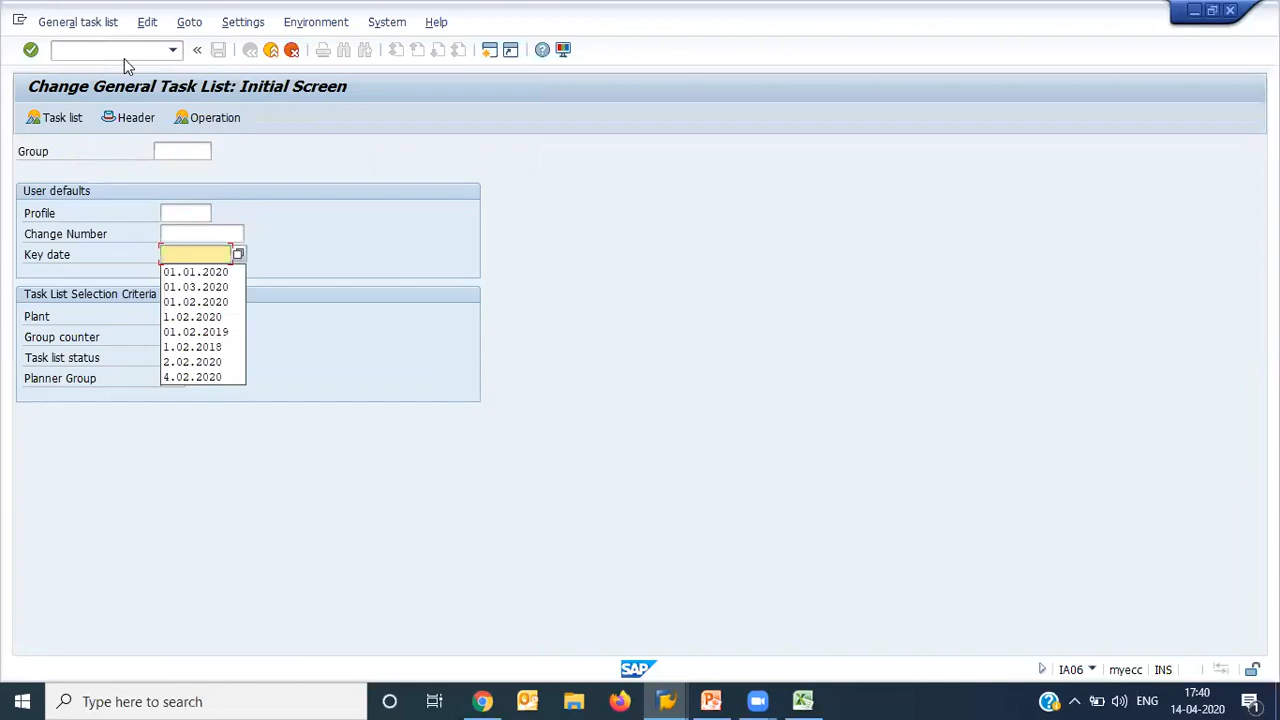 General task list Edit Goto Settings Environment System Help
Change General Task List: Initial Screen
Task list Header Operation
Group
User defaults
Profile
Change Number
Key date
01.01.2020
01.03.2020
01.02.2020
1.02.2020
01.02.2019
1.02.2018
2.02.2020
4.02.2020
Task List Selection Criteria
Plant
Group counter
Task list status
Planner Group
SAP
IA06 myecc INS
Type here to search
ENG
17:40
14-04-2020
1